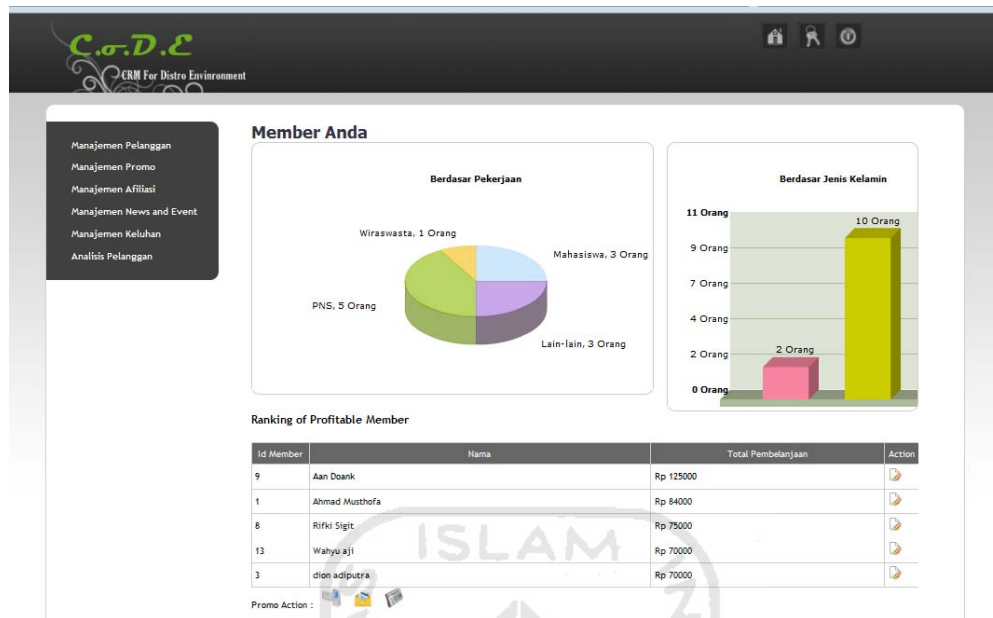 C.σ.D.E
CRM For Distro Envinronment
Manajemen Pelanggan
Manajemen Promo
Manajemen Afiliasi
Manajemen News and Event
Manajemen Keluhan
Analisis Pelanggan
Member Anda
Berdasar Pekerjaan
Wiraswasta, 1 Orang
Mahasiswa, 3 Orang
PNS, 5 Orang
Lain-lain, 3 Orang
Berdasar Jenis Kelamin
11 Orang
10 Orang
9 Orang
7 Orang
4 Orang
2 Orang
2 Orang
0 Orang
Ranking of Profitable Member
Id Member Nama Total Pembelanjaan Action
9 Aan Doank Rp 125000
1 Ahmad Musthofa Rp 84000
8 Rifki Sigit Rp 75000
13 Wahyu aji Rp 70000
3 dion adiputra Rp 70000
Promo Action :
ISLAM